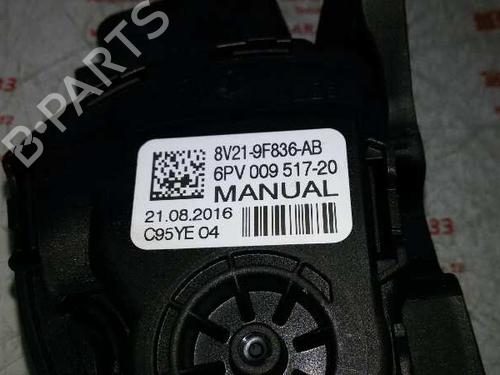 B-PARTS
8V21-9F836-AB
6PV 009 517-20
MANUAL
21.08.2016
C95YE 04